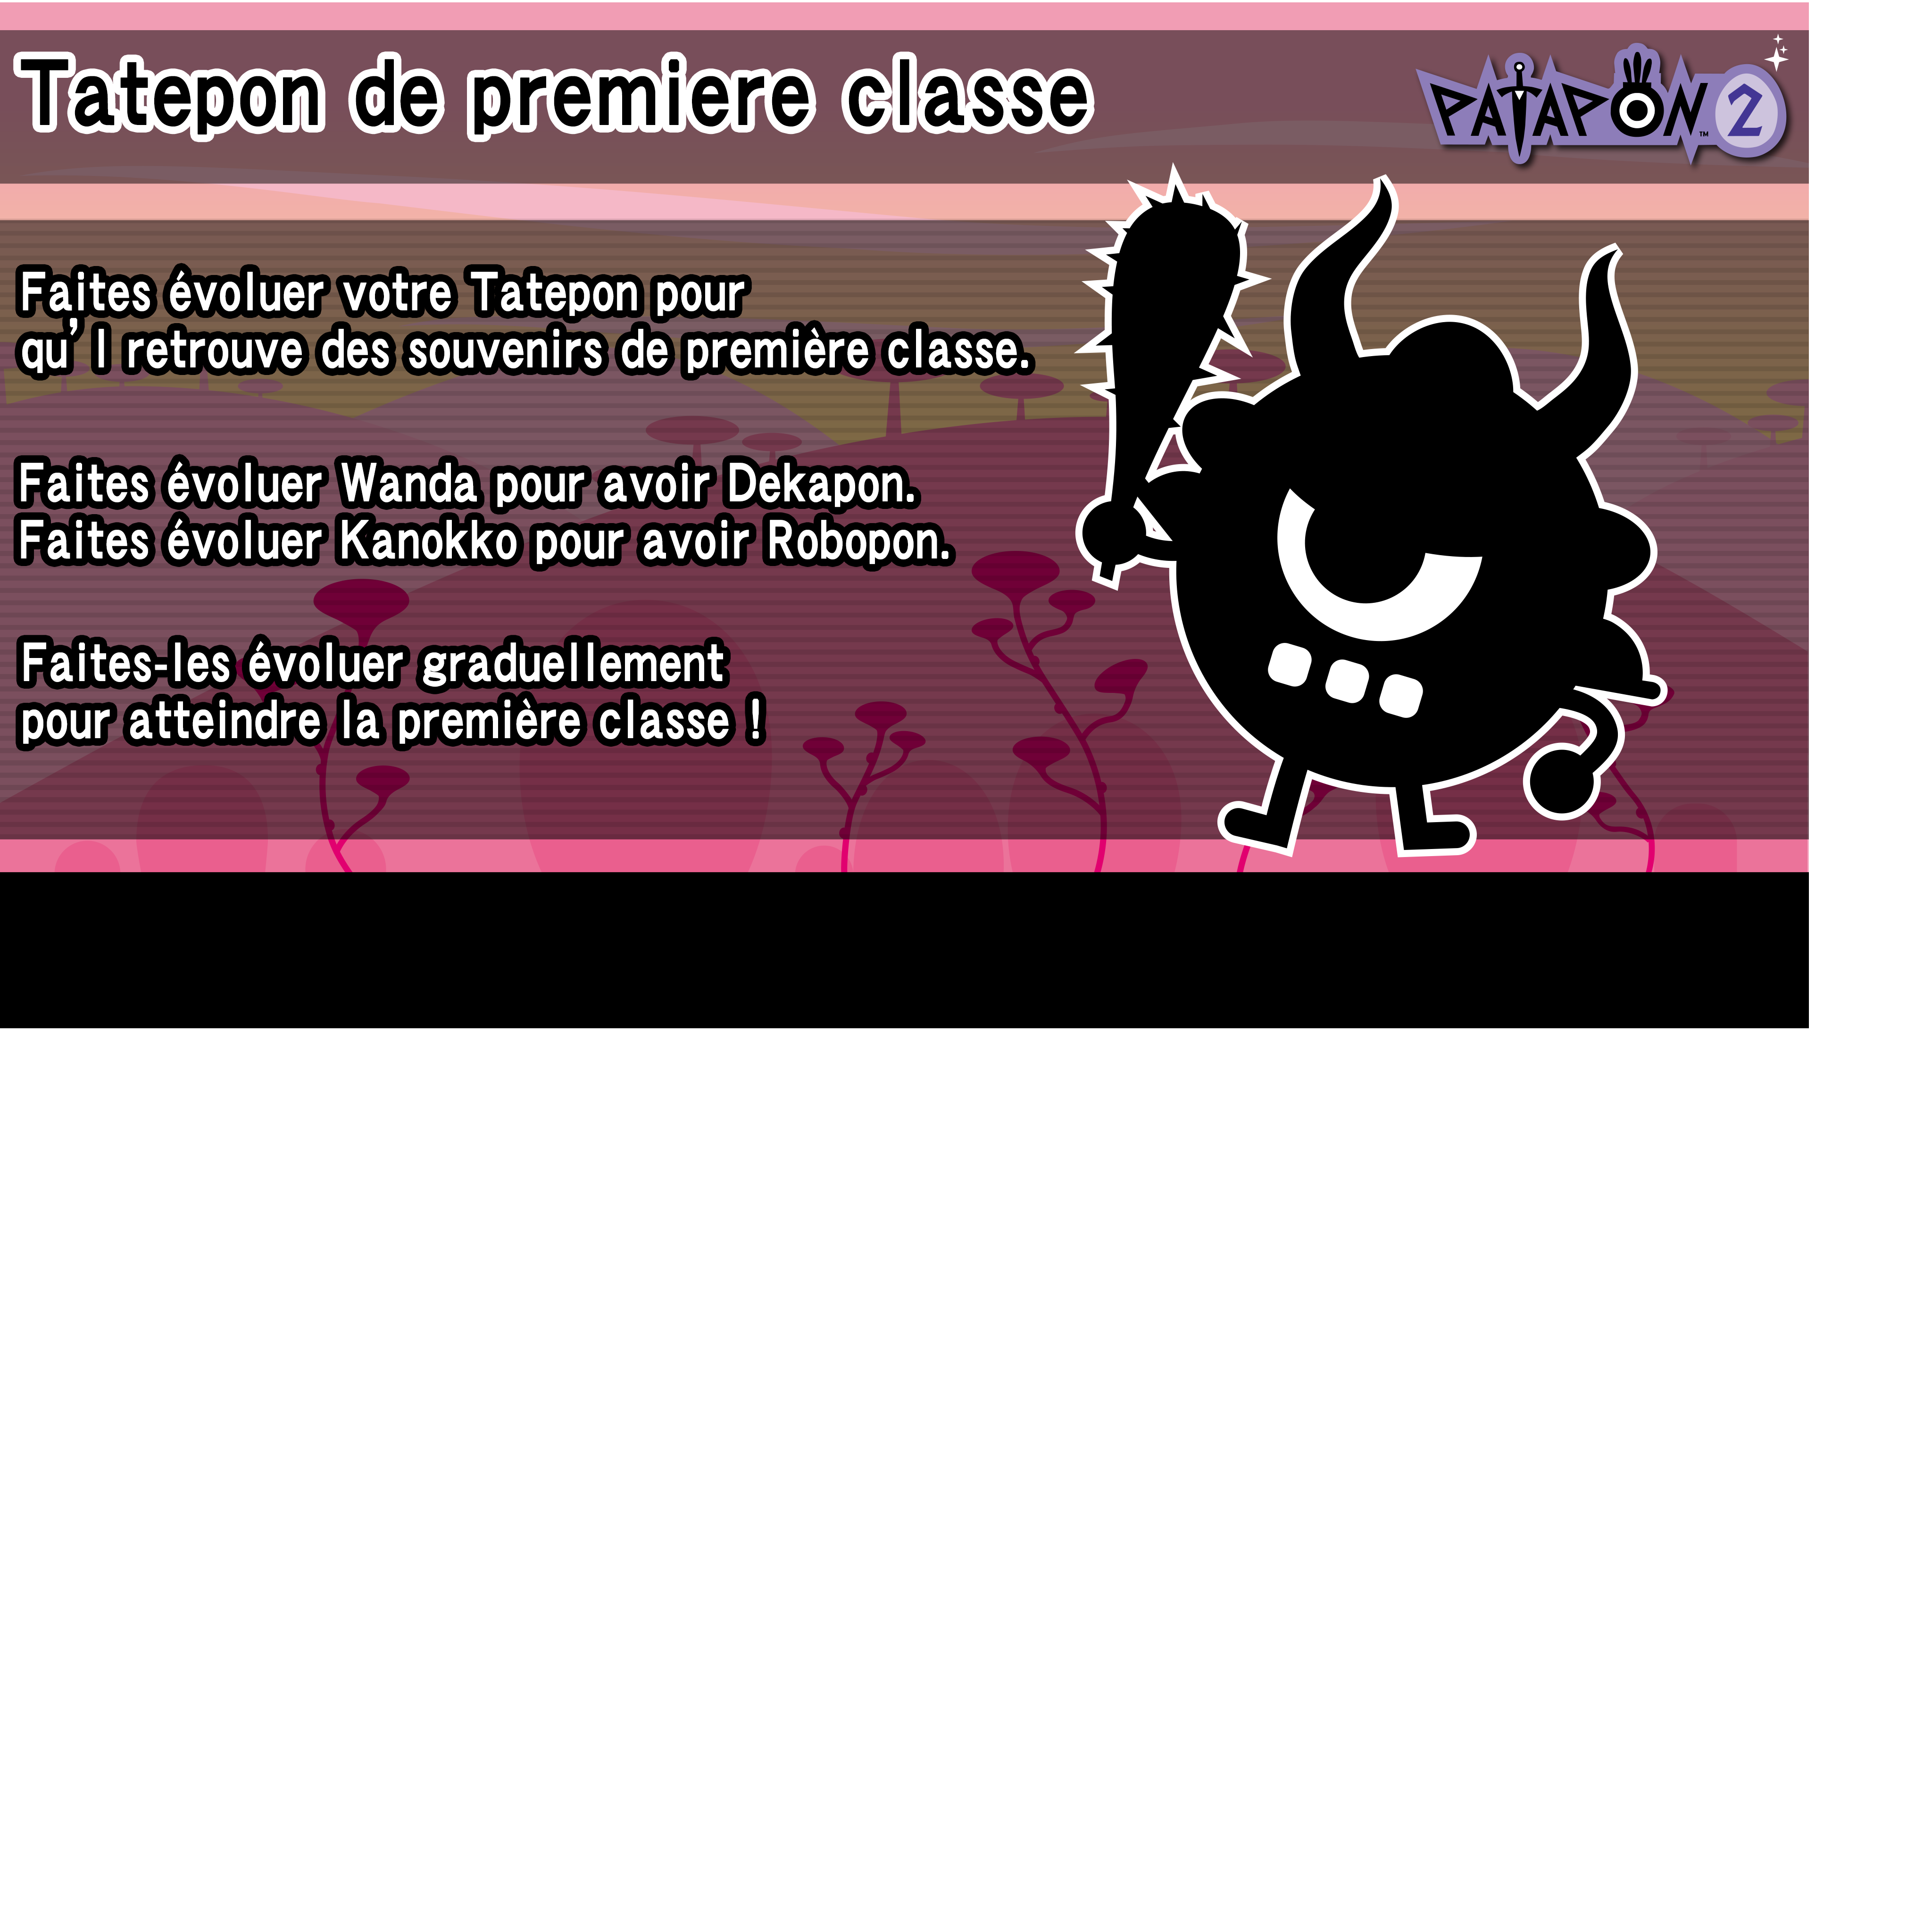 Tatepon de premiere classe
PATAPON™ 2
Faites évoluer votre Tatepon pour
qu'l retrouve des souvenirs de première classe.
Faites évoluer Wanda pour avoir Dekapon.
Faites évoluer Kanokko pour avoir Robopon.
Faites-les évoluer graduellement
pour atteindre la première classe !